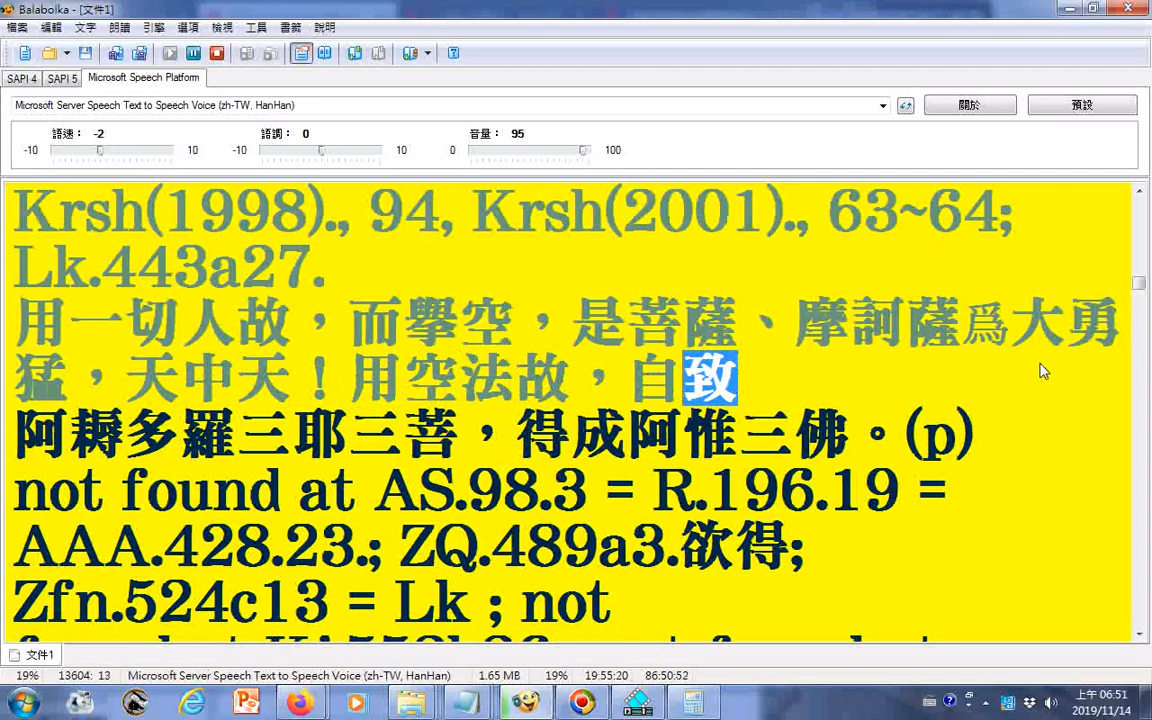 Balabolka - [文件1]
檔案 編輯 文字 朗讀 引擎 選項 檢視 工具 書籤 說明
SAPI 4 SAPI 5 Microsoft Speech Platform
Microsoft Server Speech Text to Speech Voice (zh-TW, HanHan) 關於 預設
語速： -2 語調： 0 音量： 95
-10 10 -10 10 0 100
Krsh(1998)., 94, Krsh(2001)., 63~64;
Lk.443a27.
用一切人故，而擧空，是菩薩、摩訶薩爲大勇
猛，天中天！用空法故，自致
阿耨多羅三耶三菩，得成阿惟三佛。(p)
not found at AS.98.3 = R.196.19 =
AAA.428.23.; ZQ.489a3.欲得;
Zfn.524c13 = Lk ; not
文件1
19% 13604: 13 Microsoft Server Speech Text to Speech Voice (zh-TW, HanHan) 1.65 MB 19% 19:55:20 86:50:52
上午 06:51
2019/11/14